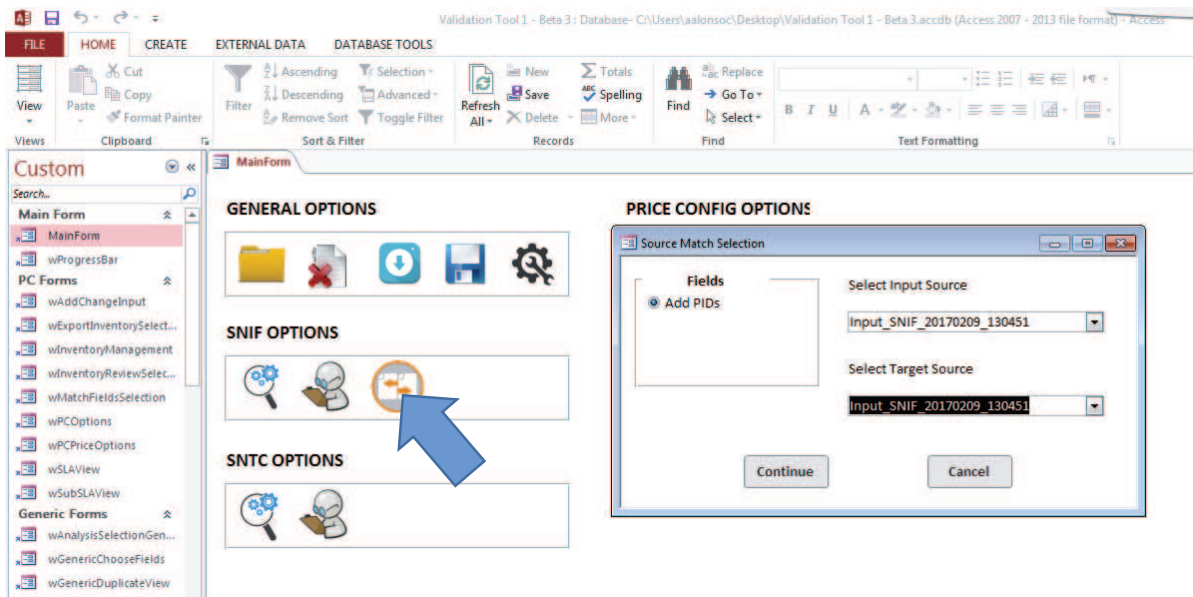 Validation Tool 1 - Beta 3 : Database- C:\Users\aalonsoc\Desktop\Validation Tool 1 - Beta 3.accdb (Access 2007 - 2013 file format) - Access
FILE HOME CREATE EXTERNAL DATA DATABASE TOOLS
View
Paste
Cut
Copy
Format Painter
Filter
Ascending
Descending
Remove Sort
Selection
Advanced
Toggle Filter
Refresh
All
New
Save
Delete
Totals
Spelling
More
Find
Replace
Go To
Select
B I U A
Views Clipboard Sort & Filter Records Find Text Formatting
Custom
Search...
Main Form
MainForm
wProgressBar
PC Forms
wAddChangeInput
wExportInventorySelect...
wInventoryManagement
wInventoryReviewSelec...
wMatchFieldsSelection
wPCOptions
wPCPriceOptions
wSLAView
wSubSLAView
Generic Forms
wAnalysisSelectionGen...
wGenericChooseFields
wGenericDuplicateView
MainForm
GENERAL OPTIONS
SNIF OPTIONS
SNTC OPTIONS
PRICE CONFIG OPTIONS
Source Match Selection
Fields
Add PIDs
Select Input Source
Input_SNIF_20170209_130451
Select Target Source
Input_SNIF_20170209_130451
Continue Cancel